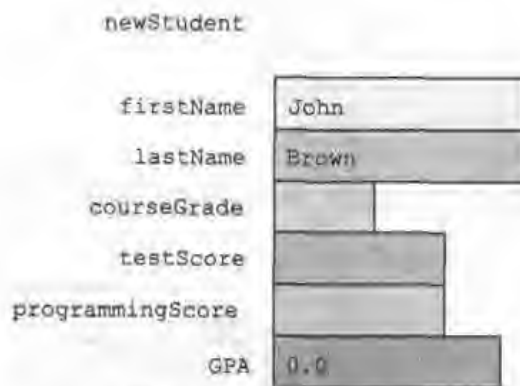 newStudent
firstName John
lastName Brown
courseGrade
testScore
programmingScore
GPA 0.0